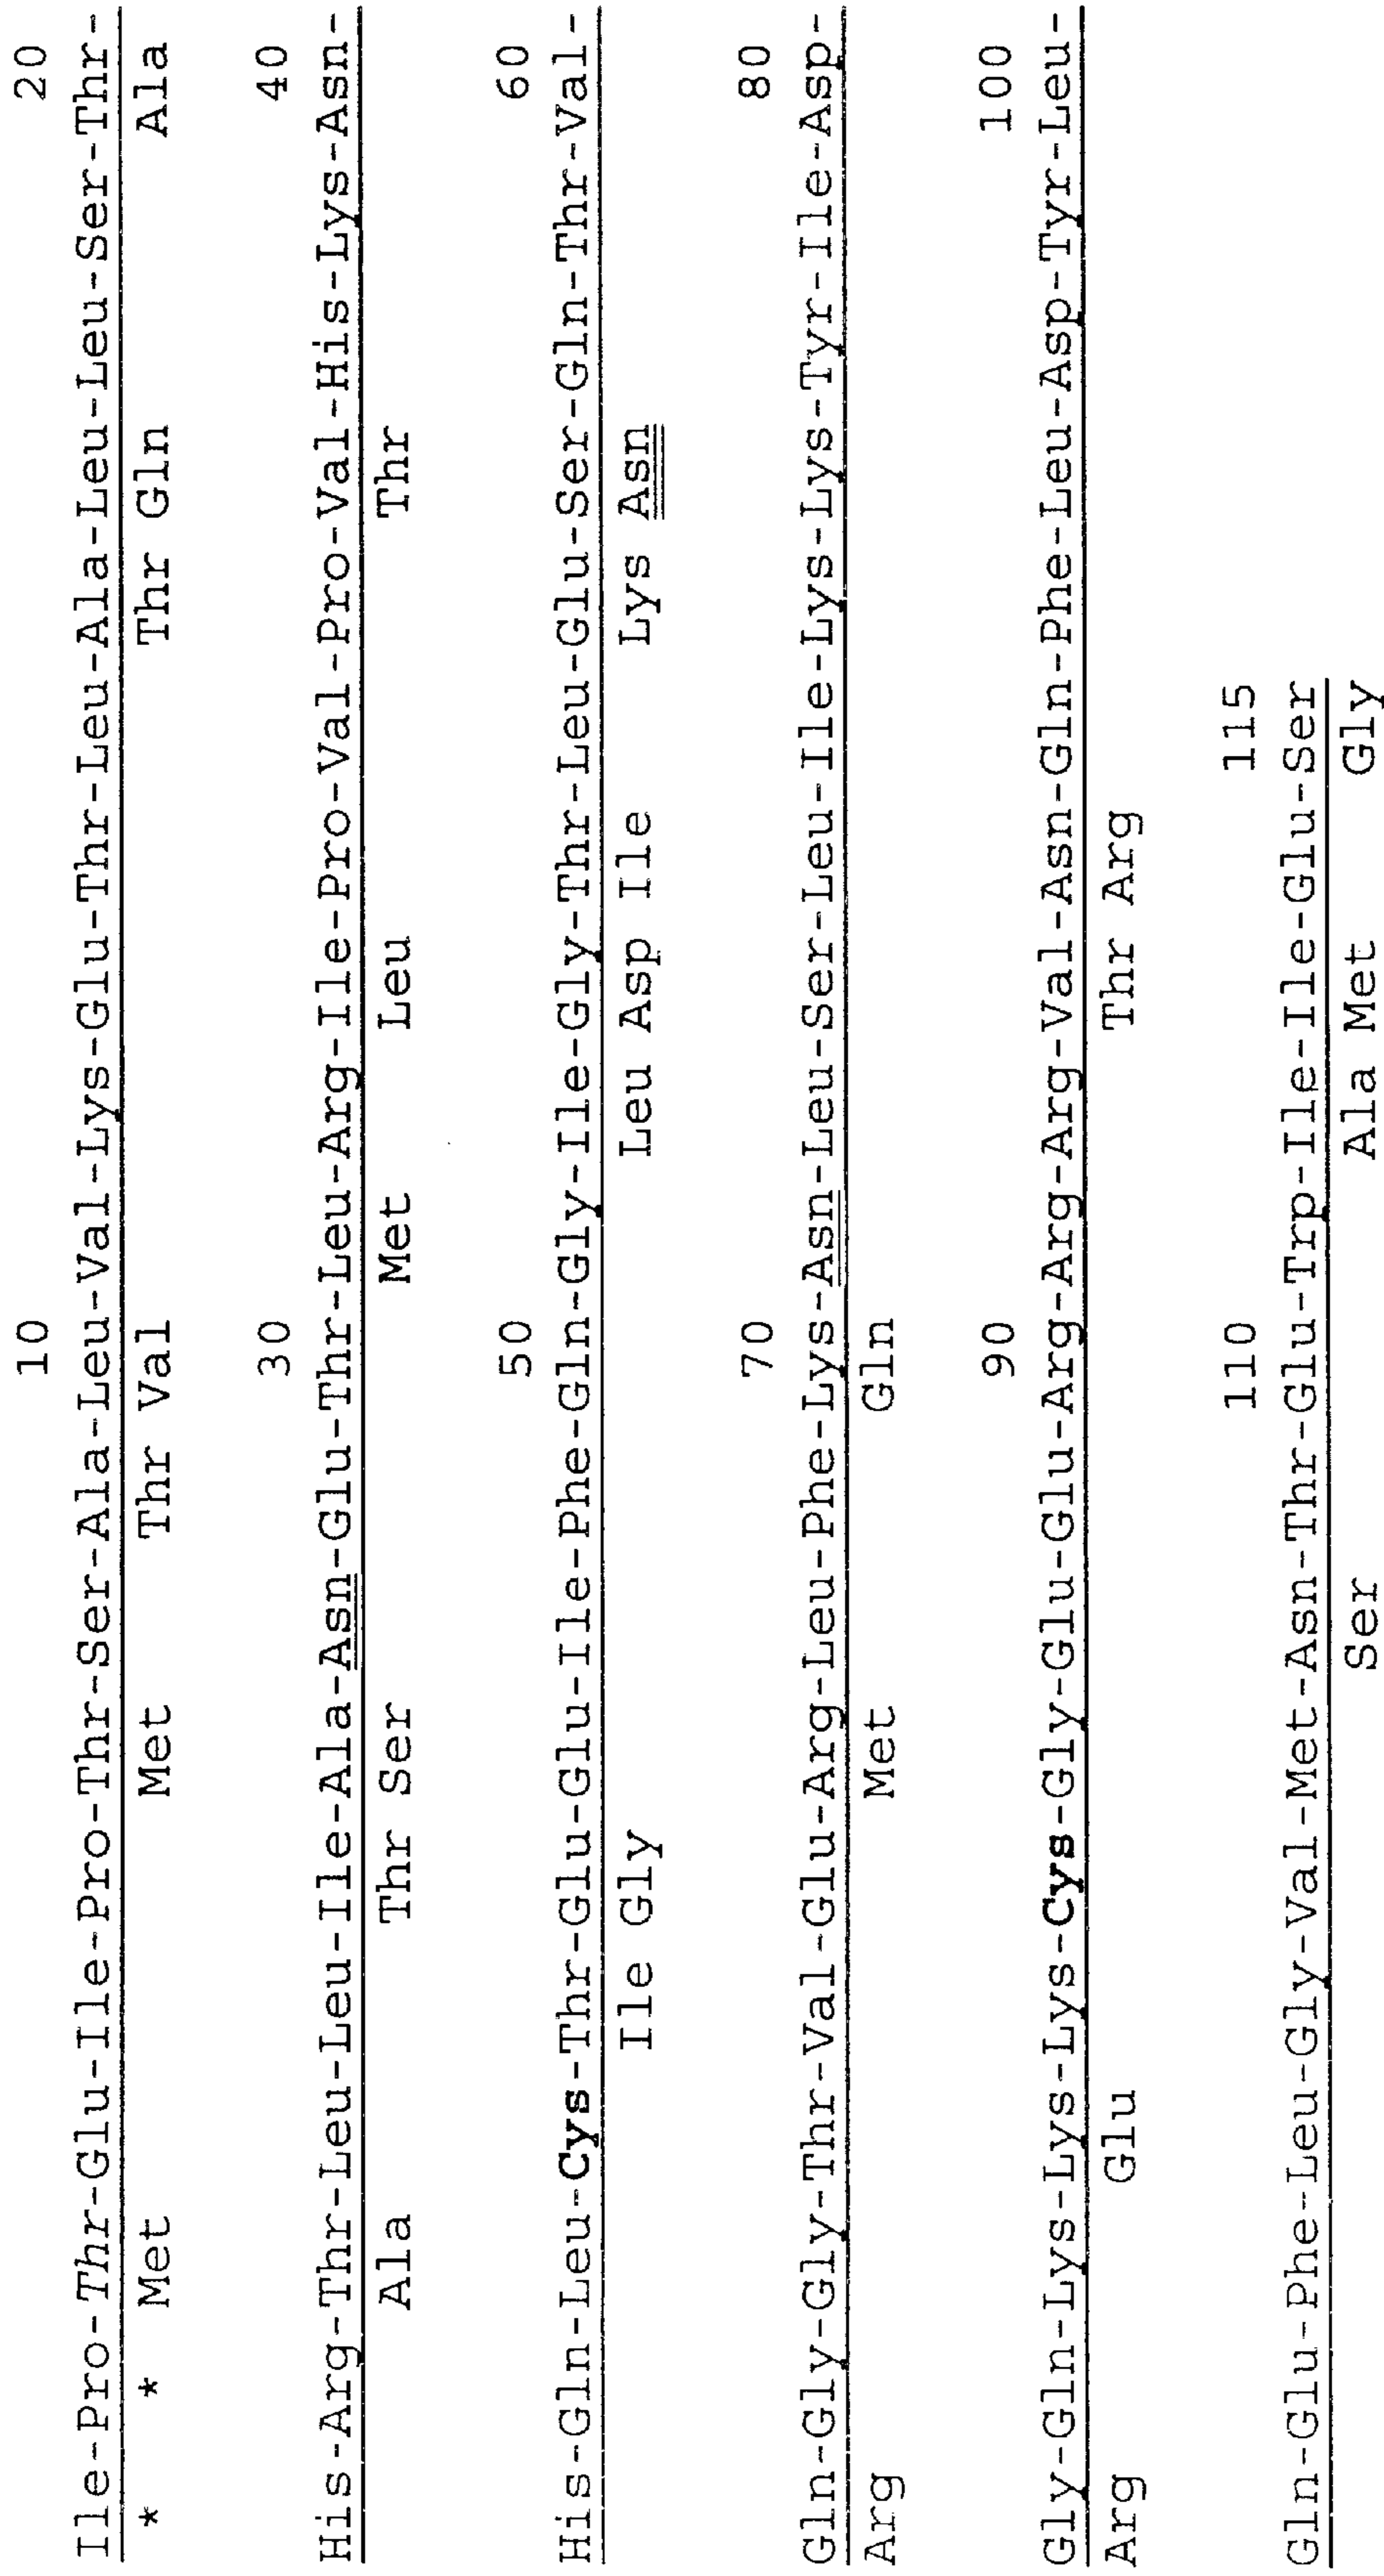 10 20
Ile-Pro-Thr-Glu-Ile-Pro-Thr-Ser-Ala-Leu-Val-Lys-Glu-Thr-Leu-Ala-Leu-Leu-Ser-Thr-
* * Met Met Thr Val Thr Gln Ala
30 40
His-Arg-Thr-Leu-Leu-Ile-Ala-Asn-Glu-Thr-Leu-Arg-Ile-Pro-Val-Pro-Val-His-Lys-Asn-
Ala Thr Ser Met Leu Thr
50 60
His-Gln-Leu-Cys-Thr-Glu-Glu-Ile-Phe-Gln-Gly-Ile-Gly-Thr-Leu-Glu-Ser-Gln-Thr-Val-
Ile Gly Leu Asp Ile Lys Asn
70 80
Gln-Gly-Gly-Thr-Val-Glu-Arg-Leu-Phe-Lys-Asn-Leu-Ser-Leu-Ile-Lys-Lys-Tyr-Ile-Asp-
Arg Met Gln
90 100
Gly-Gln-Lys-Lys-Lys-Cys-Gly-Glu-Glu-Arg-Arg-Arg-Val-Asn-Gln-Phe-Leu-Asp-Tyr-Leu-
Arg Glu Thr Arg
110 115
Gln-Glu-Phe-Leu-Gly-Val-Met-Asn-Thr-Glu-Trp-Ile-Ile-Glu-Ser
Ser Ala Met Gly